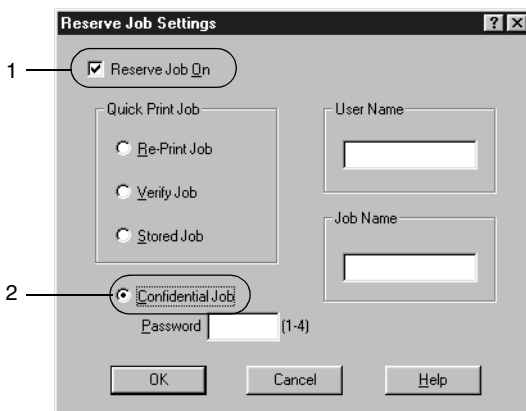 Reserve Job Settings
1
Reserve Job On
Quick Print Job
User Name
Re-Print Job
Verify Job
Stored Job
Job Name
2
Confidential Job
Password
(1-4)
OK
Cancel
Help